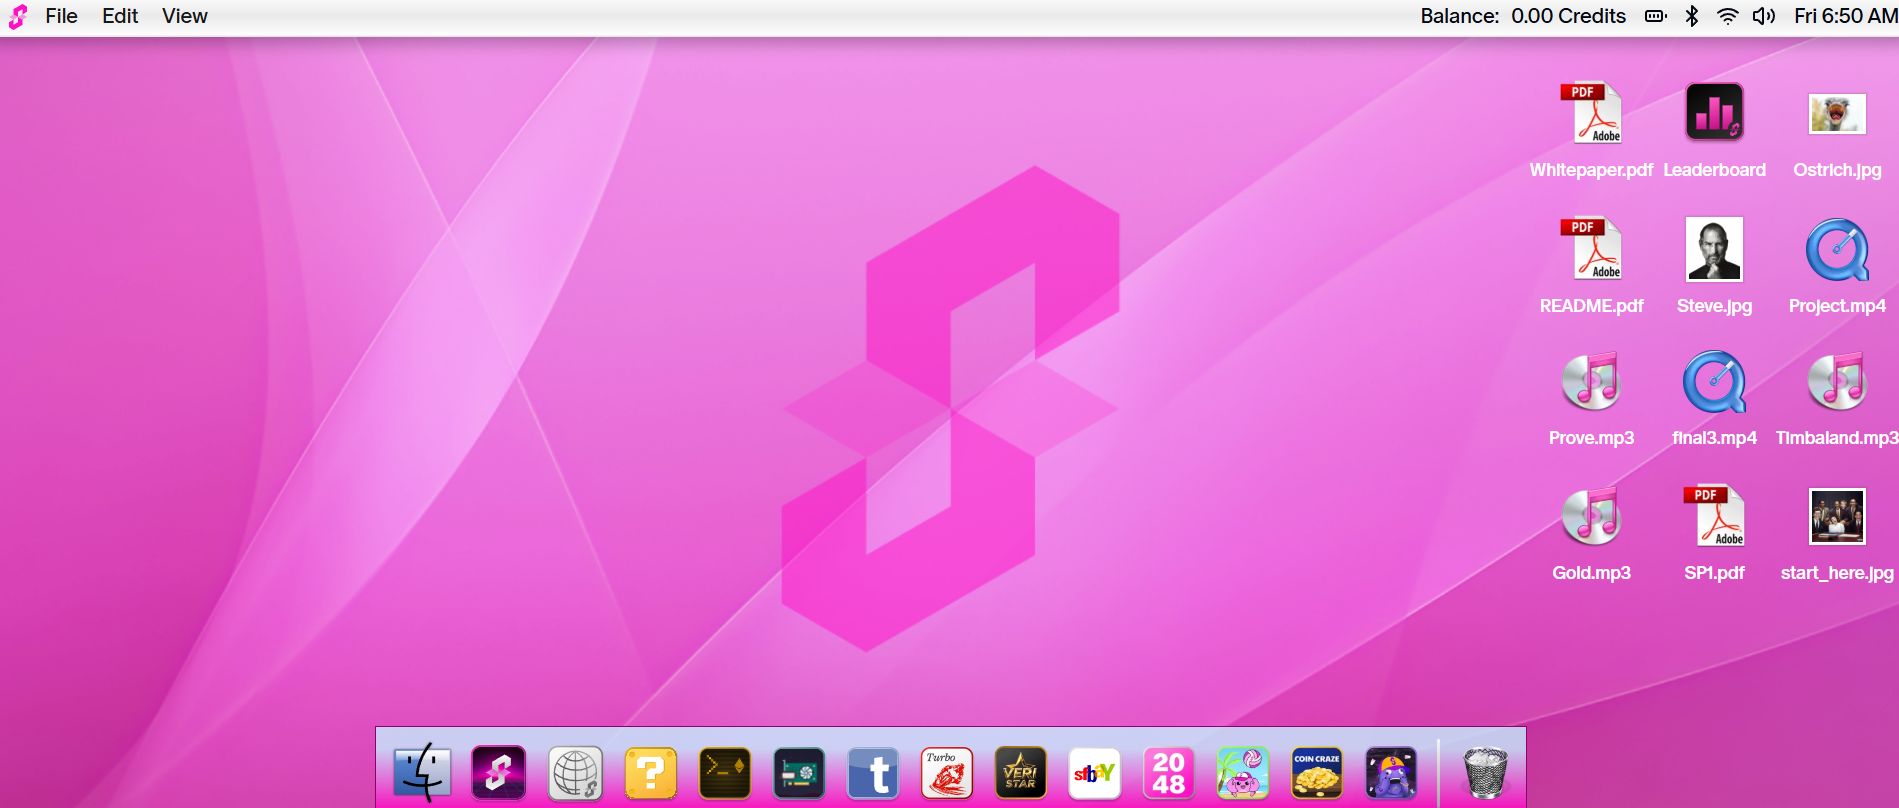 File Edit View Balance: 0.00 Credits Fri 6:50 AM
PDF
Adobe
Whitepaper.pdf Leaderboard Ostrich.jpg
PDF
Adobe
README.pdf Steve.jpg Project.mp4
Prove.mp3 final3.mp4 Timbaland.mp3
PDF
Adobe
Gold.mp3 SP1.pdf start_here.jpg
? >_ t Turbo VERI STAR sfbaY 20 48 COIN CRAZE